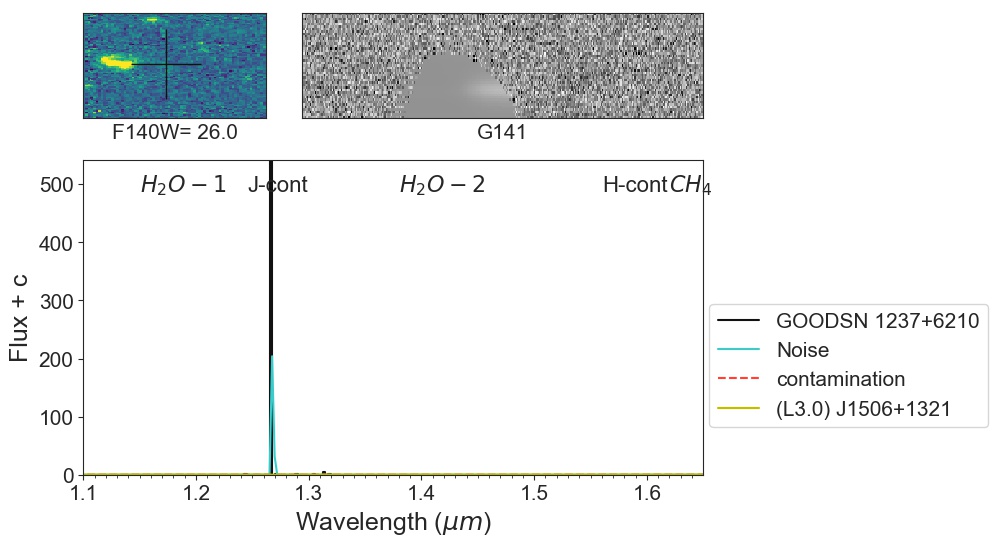 F140W= 26.0
G141
H₂O − 1
J-cont
H₂O − 2
H-cont
CH₄
500
400
300
200
100
0
Flux + c
1.1
1.2
1.3
1.4
1.5
1.6
Wavelength (μm)
GOODSN 1237+6210
Noise
contamination
(L3.0) J1506+1321